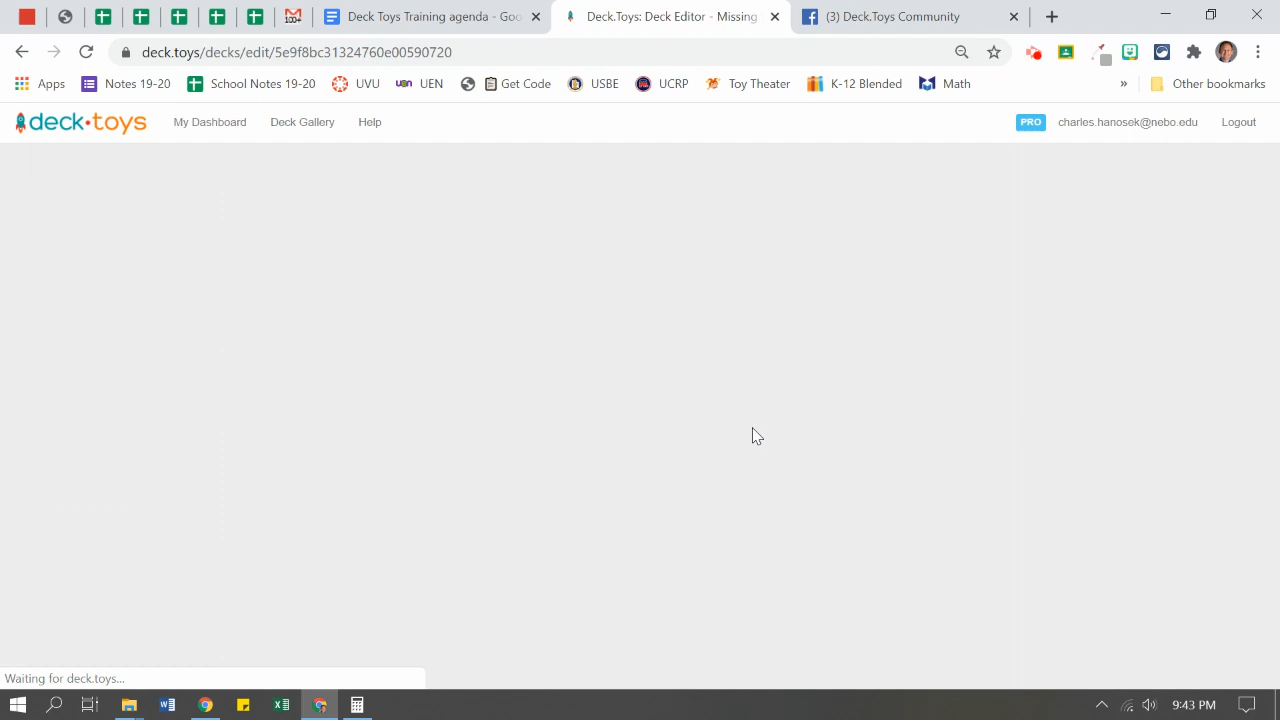 100+
Deck Toys Training agenda - Goo
Deck.Toys: Deck Editor - Missing
(3) Deck.Toys Community
deck.toys/decks/edit/5e9f8bc31324760e00590720
Apps
Notes 19-20
School Notes 19-20
UVU
uen
UEN
Get Code
USBE
UCRP
Toy Theater
K-12 Blended
Math
»
Other bookmarks
deck•toys
My Dashboard
Deck Gallery
Help
PRO
charles.hanosek@nebo.edu
Logout
Waiting for deck.toys...
9:43 PM